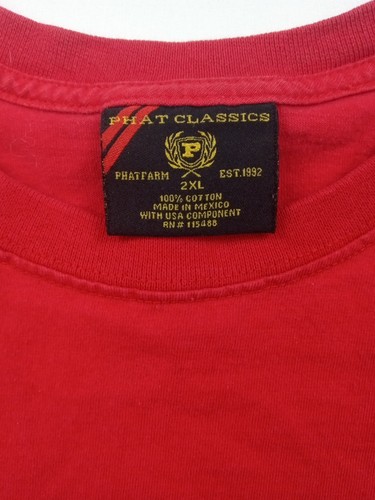 PHAT CLASSICS
P
PHATFARM EST.1992
2XL
100% COTTON
MADE IN MEXICO
WITH USA COMPONENT
RN# 115488